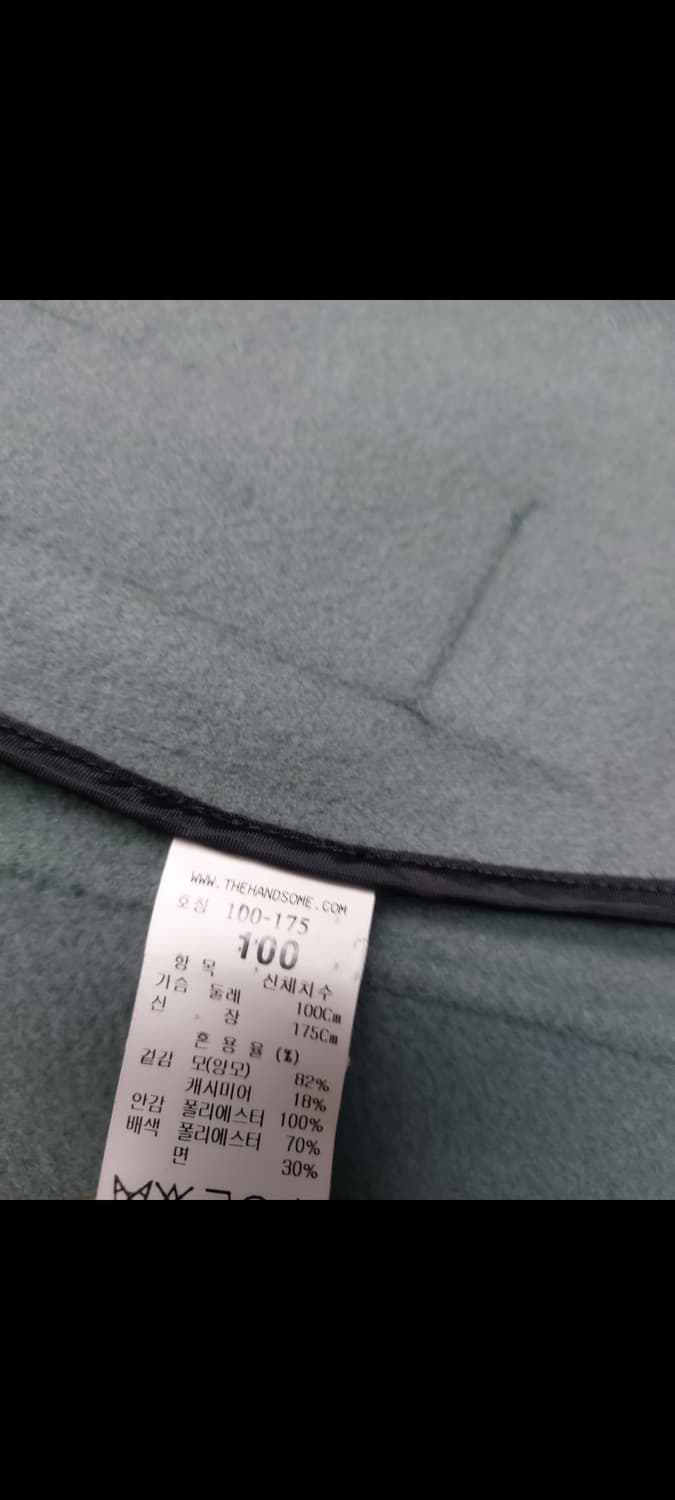 WWW.THEHANDSOME.COM
호칭 100-175
100
항 목 신체치수
가슴 둘레 100Cm
신 장 175Cm
혼 용 율 (%)
겉감 모(양모) 82%
캐시미어 18%
안감 폴리에스터 100%
배색 폴리에스터 70%
면 30%